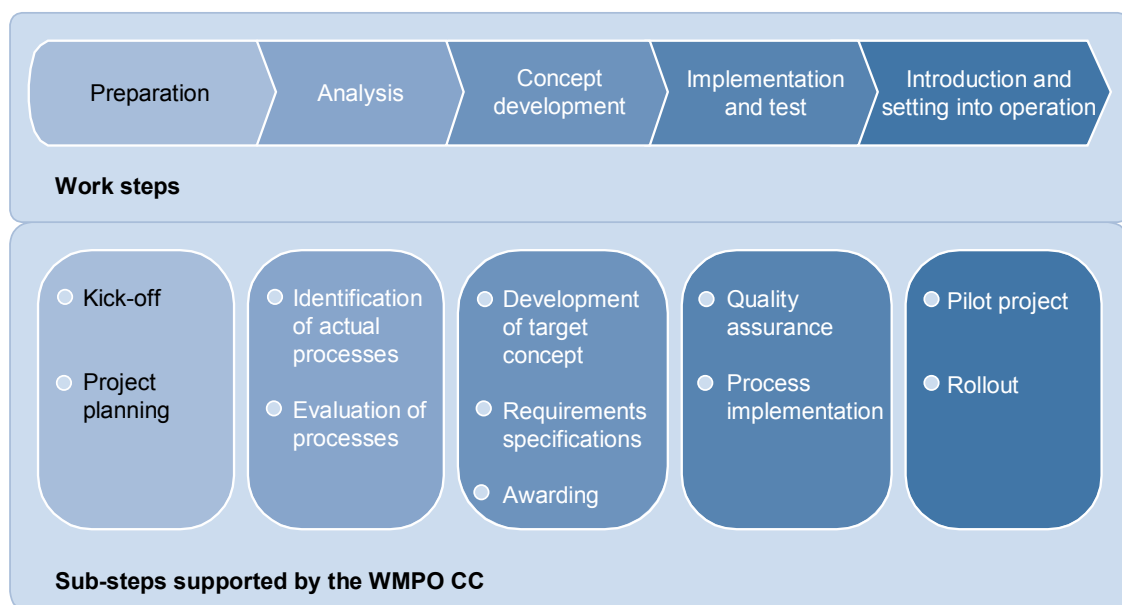 Preparation
Analysis
Concept
development
Implementation
and test
Introduction and
setting into operation
Work steps
Kick-off
Project
planning
Identification
of actual
processes
Evaluation of
processes
Development
of target
concept
Requirements
specifications
Awarding
Quality
assurance
Process
implementation
Pilot project
Rollout
Sub-steps supported by the WMPO CC